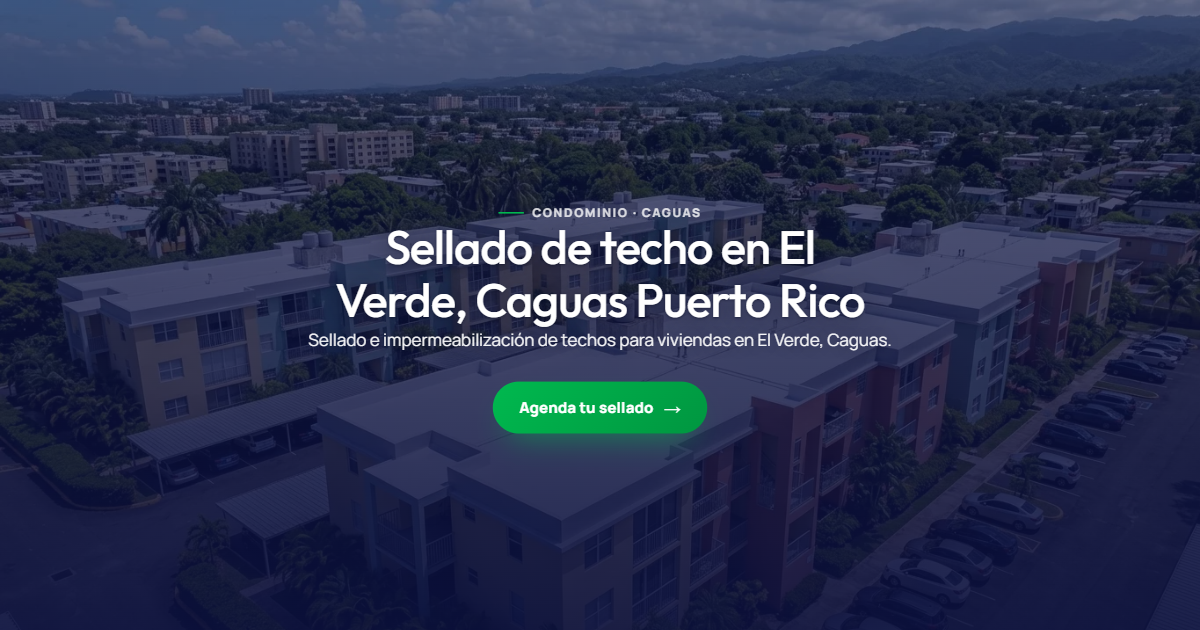 CONDOMINIO · CAGUAS
Sellado de techo en El
Verde, Caguas Puerto Rico
Sellado e impermeabilización de techos para viviendas en El Verde, Caguas.
Agenda tu sellado →